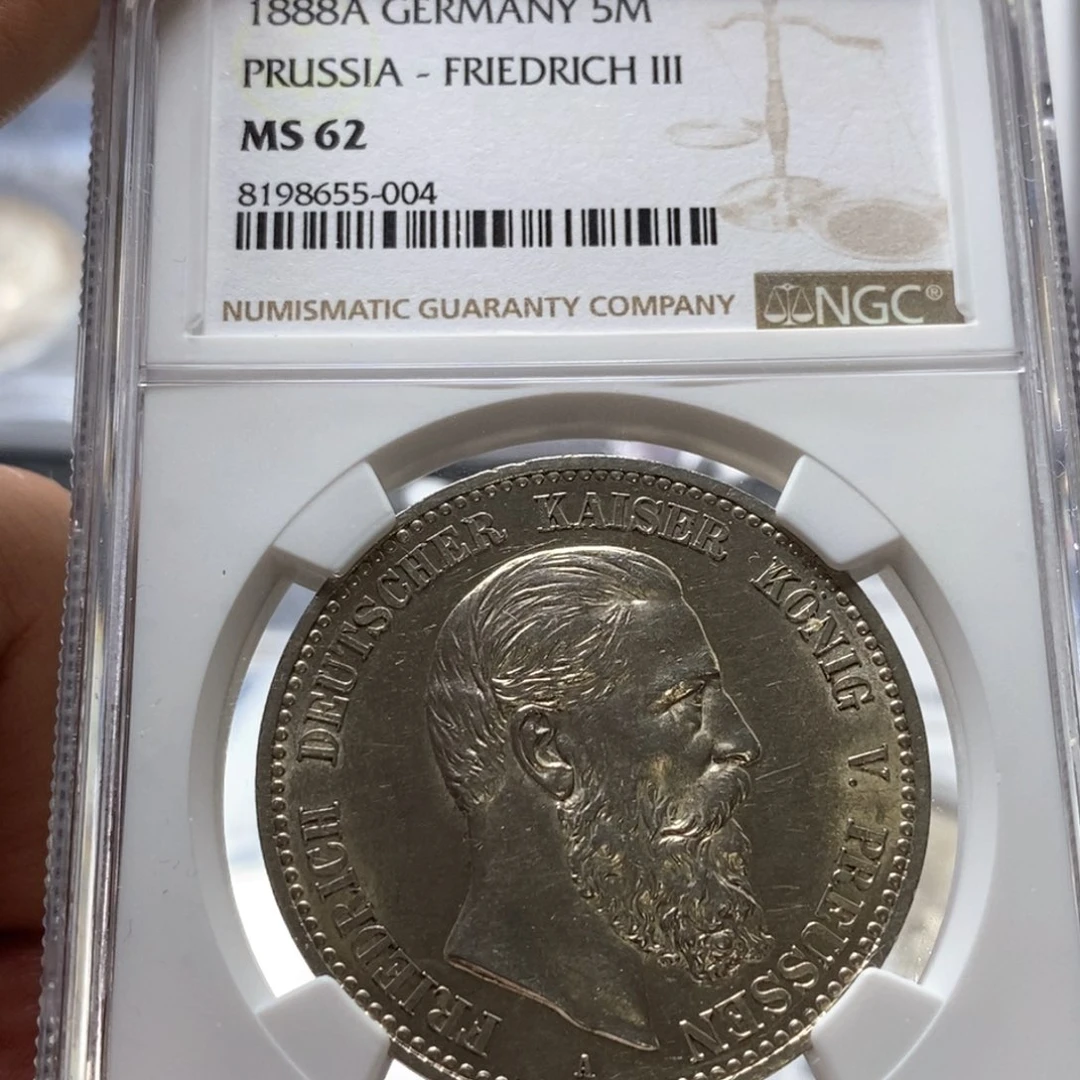 1888A GERMANY 5M
PRUSSIA - FRIEDRICH III
MS 62
8198655-004
NUMISMATIC GUARANTY COMPANY
NGC®
FRIEDRICH DEUTSCHER KAISER KÖNIG V. PREUSSEN
A